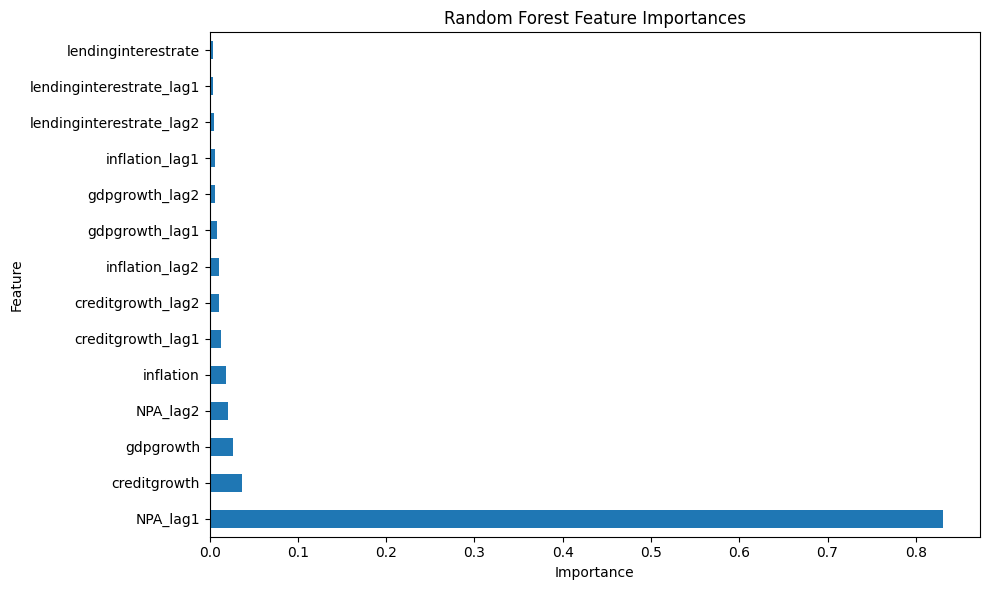 Random Forest Feature Importances
lendinginterestrate
lendinginterestrate_lag1
lendinginterestrate_lag2
inflation_lag1
gdpgrowth_lag2
gdpgrowth_lag1
inflation_lag2
creditgrowth_lag2
creditgrowth_lag1
inflation
NPA_lag2
gdpgrowth
creditgrowth
NPA_lag1
Feature
0.0 0.1 0.2 0.3 0.4 0.5 0.6 0.7 0.8
Importance